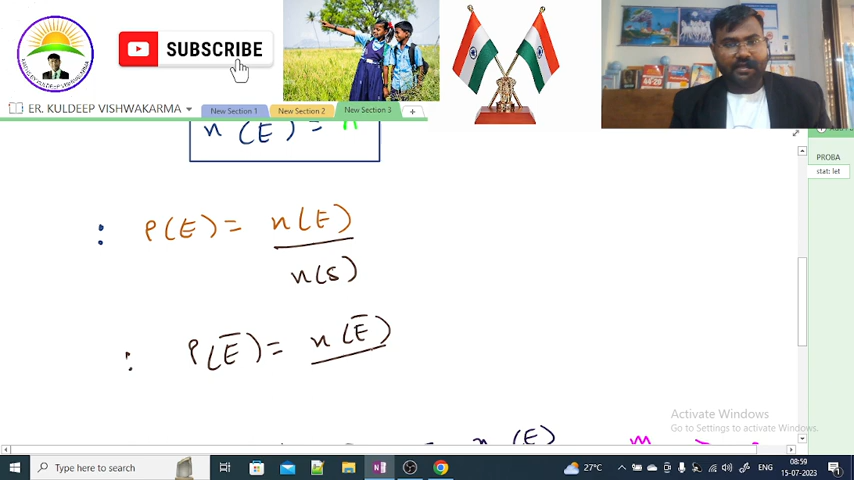 SUBSCRIBE
ER. KULDEEP VISHWAKARMA
New Section 1
New Section 2
New Section 3
+
n(E) = n
PROBA
stat: let
: P(E) = n(E)
n(s)
: P(E̅) = n(E̅)
Activate Windows
Go to Settings to activate Windows.
n(E)
m
Type here to search
27°C
ENG
08:59
15-07-2023
1